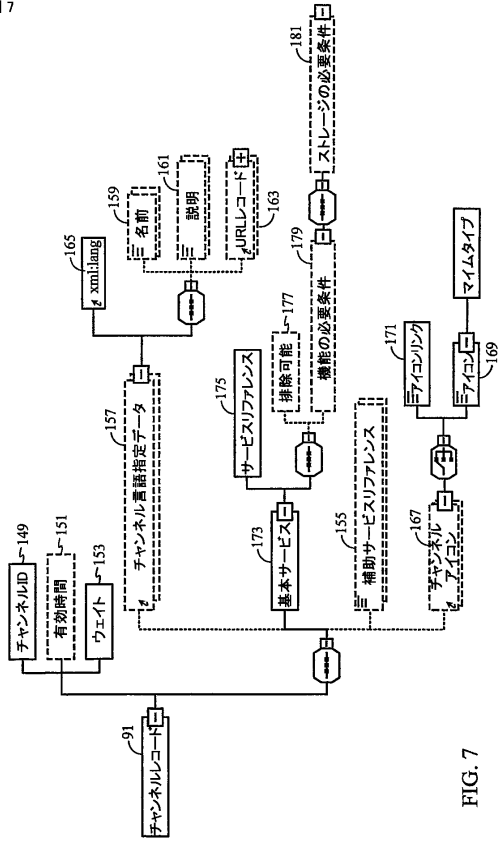 17
チャンネルレコード
91
チャンネルID
149
有効時間
151
ウェイト
153
チャンネル言語指定データ
157
xml:lang
165
名前
159
説明
161
URLレコード
163
基本サービス
173
サービスリファレンス
175
排除可能
177
機能の必要条件
179
ストレージの必要条件
181
補助サービスリファレンス
155
チャンネル
アイコン
167
アイコンリンク
171
アイコン
169
マイムタイプ
FIG. 7